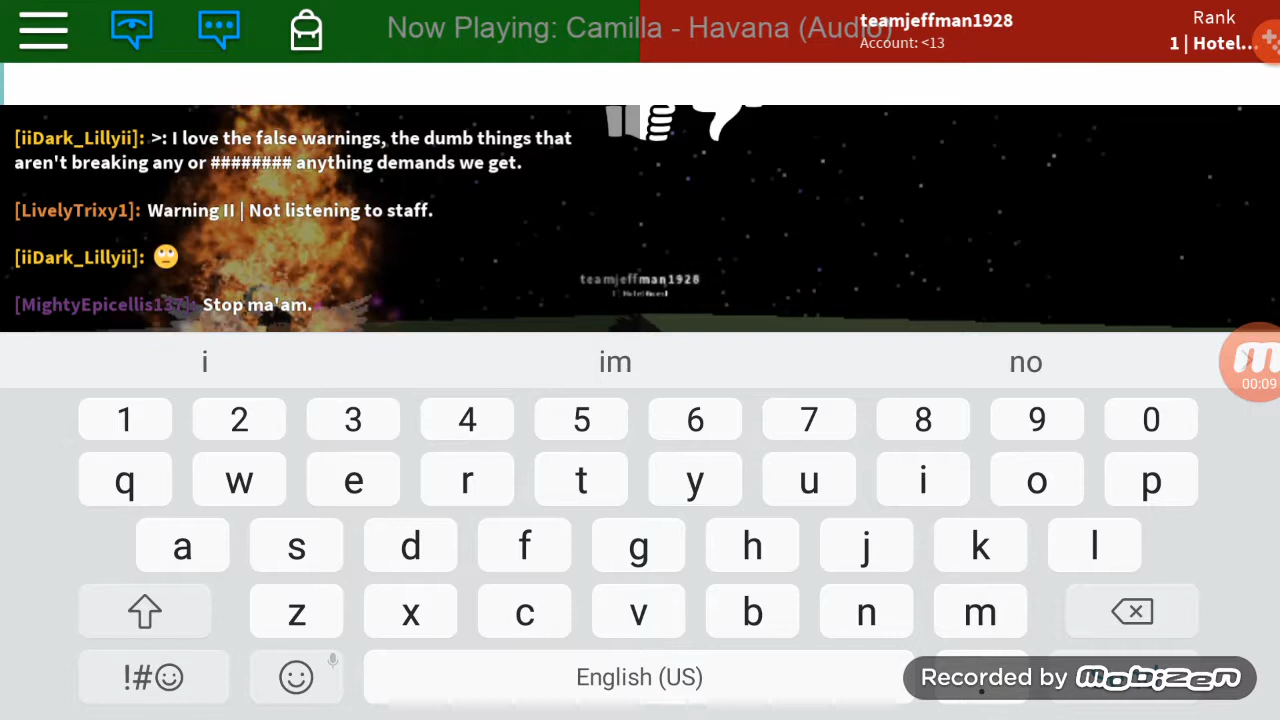 Now Playing: Camilla - Havana (Audio)
teamjeffman1928
Account: <13
Rank
1 | Hotel...
[iiDark_Lillyii]: >: I love the false warnings, the dumb things that
aren't breaking any or ######## anything demands we get.
[LivelyTrixy1]: Warning II | Not listening to staff.
[iiDark_Lillyii]: 🙄
[MightyEpicellis137]: Stop ma'am.
teamjeffman1928
i im no
00:09
1 2 3 4 5 6 7 8 9 0
q w e r t y u i o p
a s d f g h j k l
z x c v b n m
!#☺ English (US) .
Recorded by mobizen